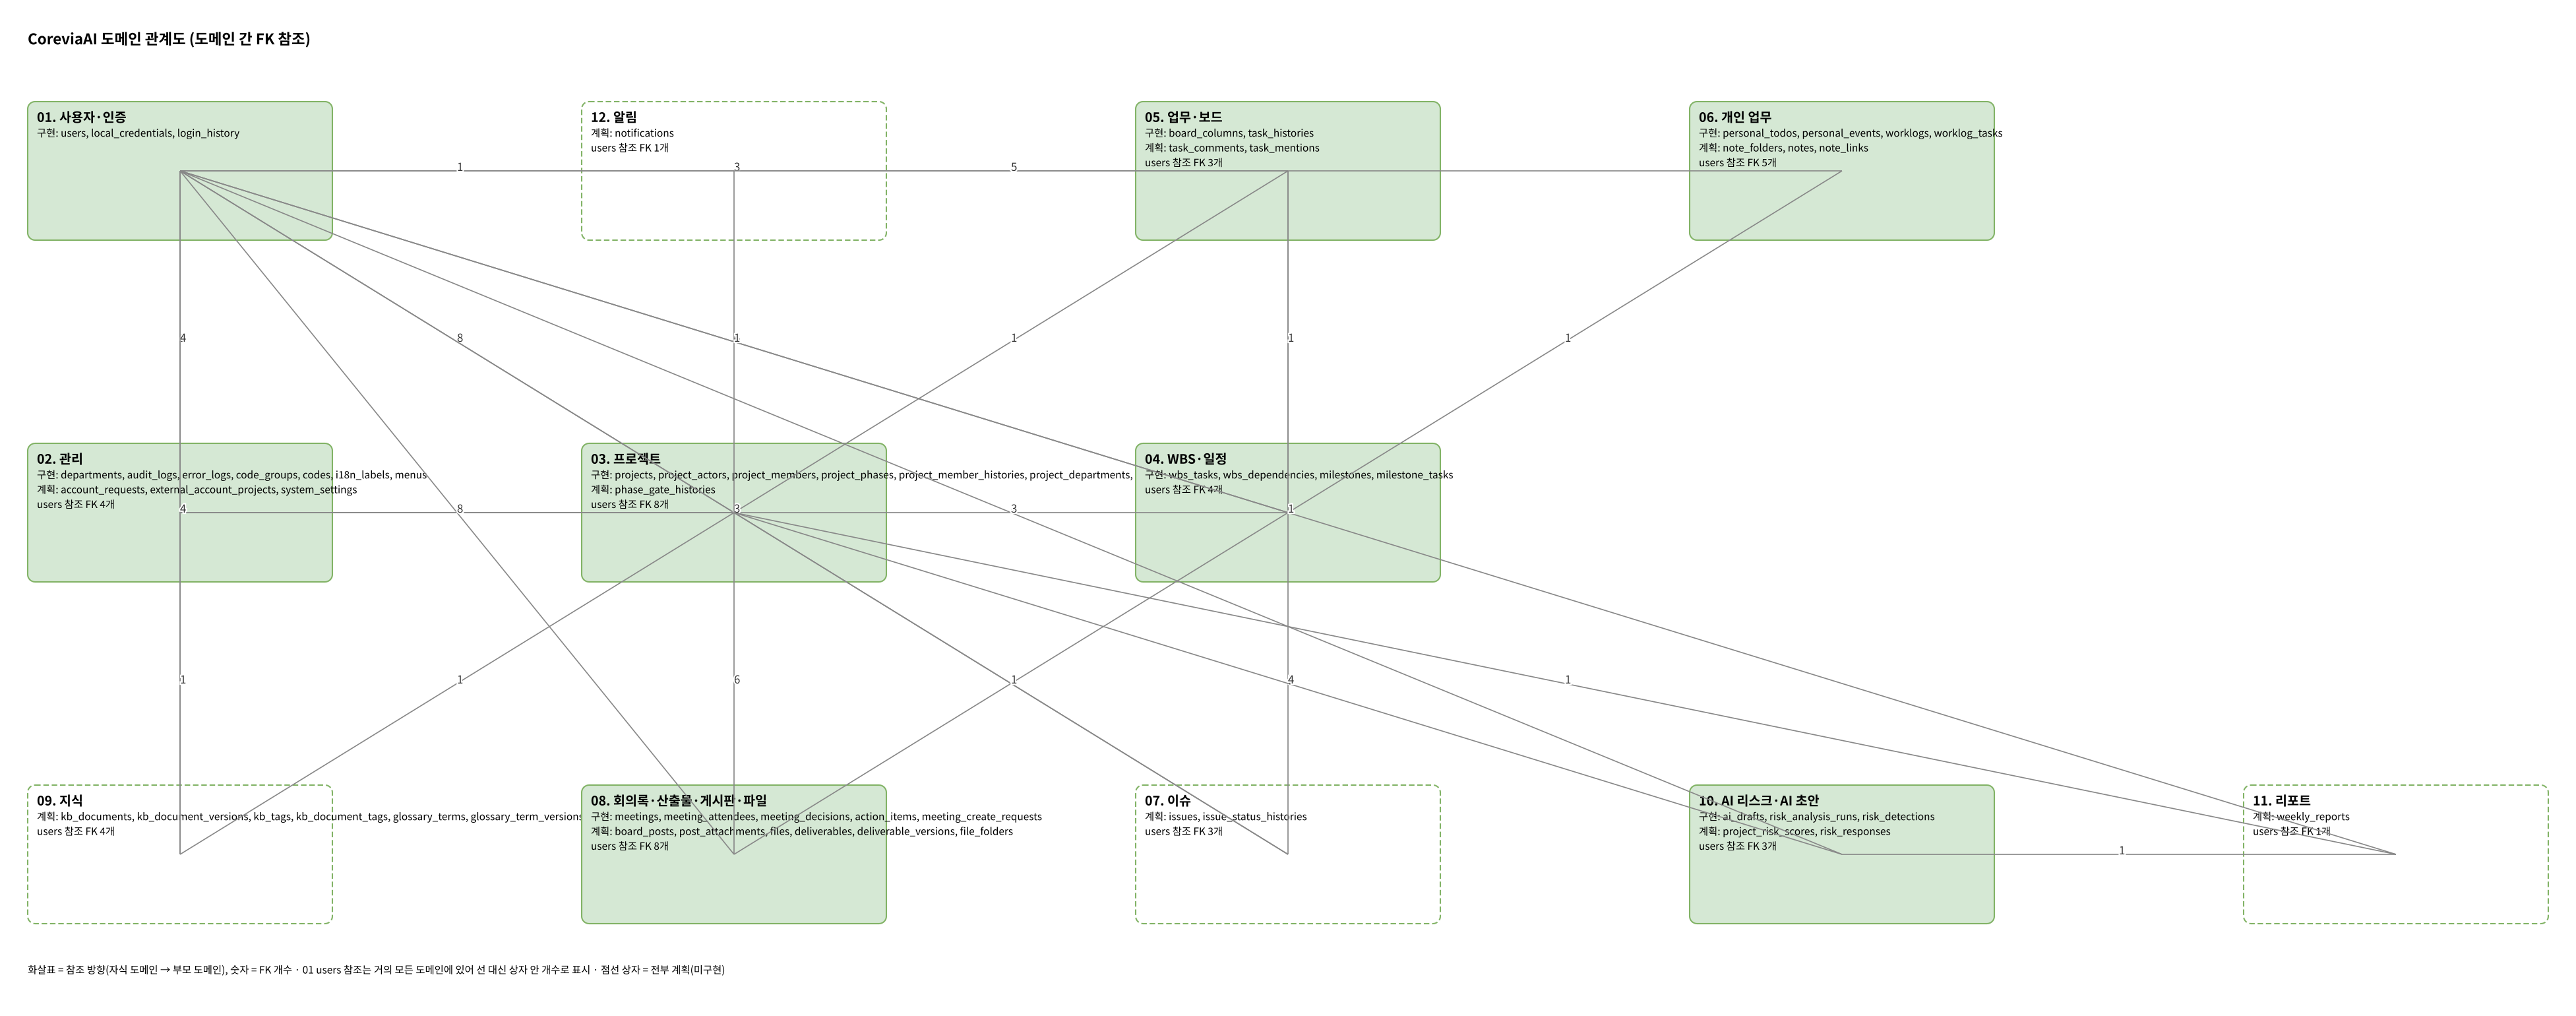 CoreviaAI 도메인 관계도 (도메인 간 FK 참조)
01. 사용자·인증
구현: users, local_credentials, login_history
12. 알림
계획: notifications
users 참조 FK 1개
05. 업무·보드
구현: board_columns, task_histories
계획: task_comments, task_mentions
users 참조 FK 3개
06. 개인 업무
구현: personal_todos, personal_events, worklogs, worklog_tasks
계획: note_folders, notes, note_links
users 참조 FK 5개
1
3
5
4
8
1
1
1
1
02. 관리
구현: departments, audit_logs, error_logs, code_groups, codes, i18n_labels, menus
계획: account_requests, external_account_projects, system_settings
users 참조 FK 4개
03. 프로젝트
구현: projects, project_actors, project_members, project_phases, project_member_histories, project_departments,
계획: phase_gate_histories
users 참조 FK 8개
04. WBS·일정
구현: wbs_tasks, wbs_dependencies, milestones, milestone_tasks
users 참조 FK 4개
4
8
3
3
1
1
1
6
1
4
1
09. 지식
계획: kb_documents, kb_document_versions, kb_tags, kb_document_tags, glossary_terms, glossary_term_versions
users 참조 FK 4개
08. 회의록·산출물·게시판·파일
구현: meetings, meeting_attendees, meeting_decisions, action_items, meeting_create_requests
계획: board_posts, post_attachments, files, deliverables, deliverable_versions, file_folders
users 참조 FK 8개
07. 이슈
계획: issues, issue_status_histories
users 참조 FK 3개
10. AI 리스크·AI 초안
구현: ai_drafts, risk_analysis_runs, risk_detections
계획: project_risk_scores, risk_responses
users 참조 FK 3개
11. 리포트
계획: weekly_reports
users 참조 FK 1개
1
화살표 = 참조 방향(자식 도메인 → 부모 도메인), 숫자 = FK 개수 · 01 users 참조는 거의 모든 도메인에 있어 선 대신 상자 안 개수로 표시 · 점선 상자 = 전부 계획(미구현)